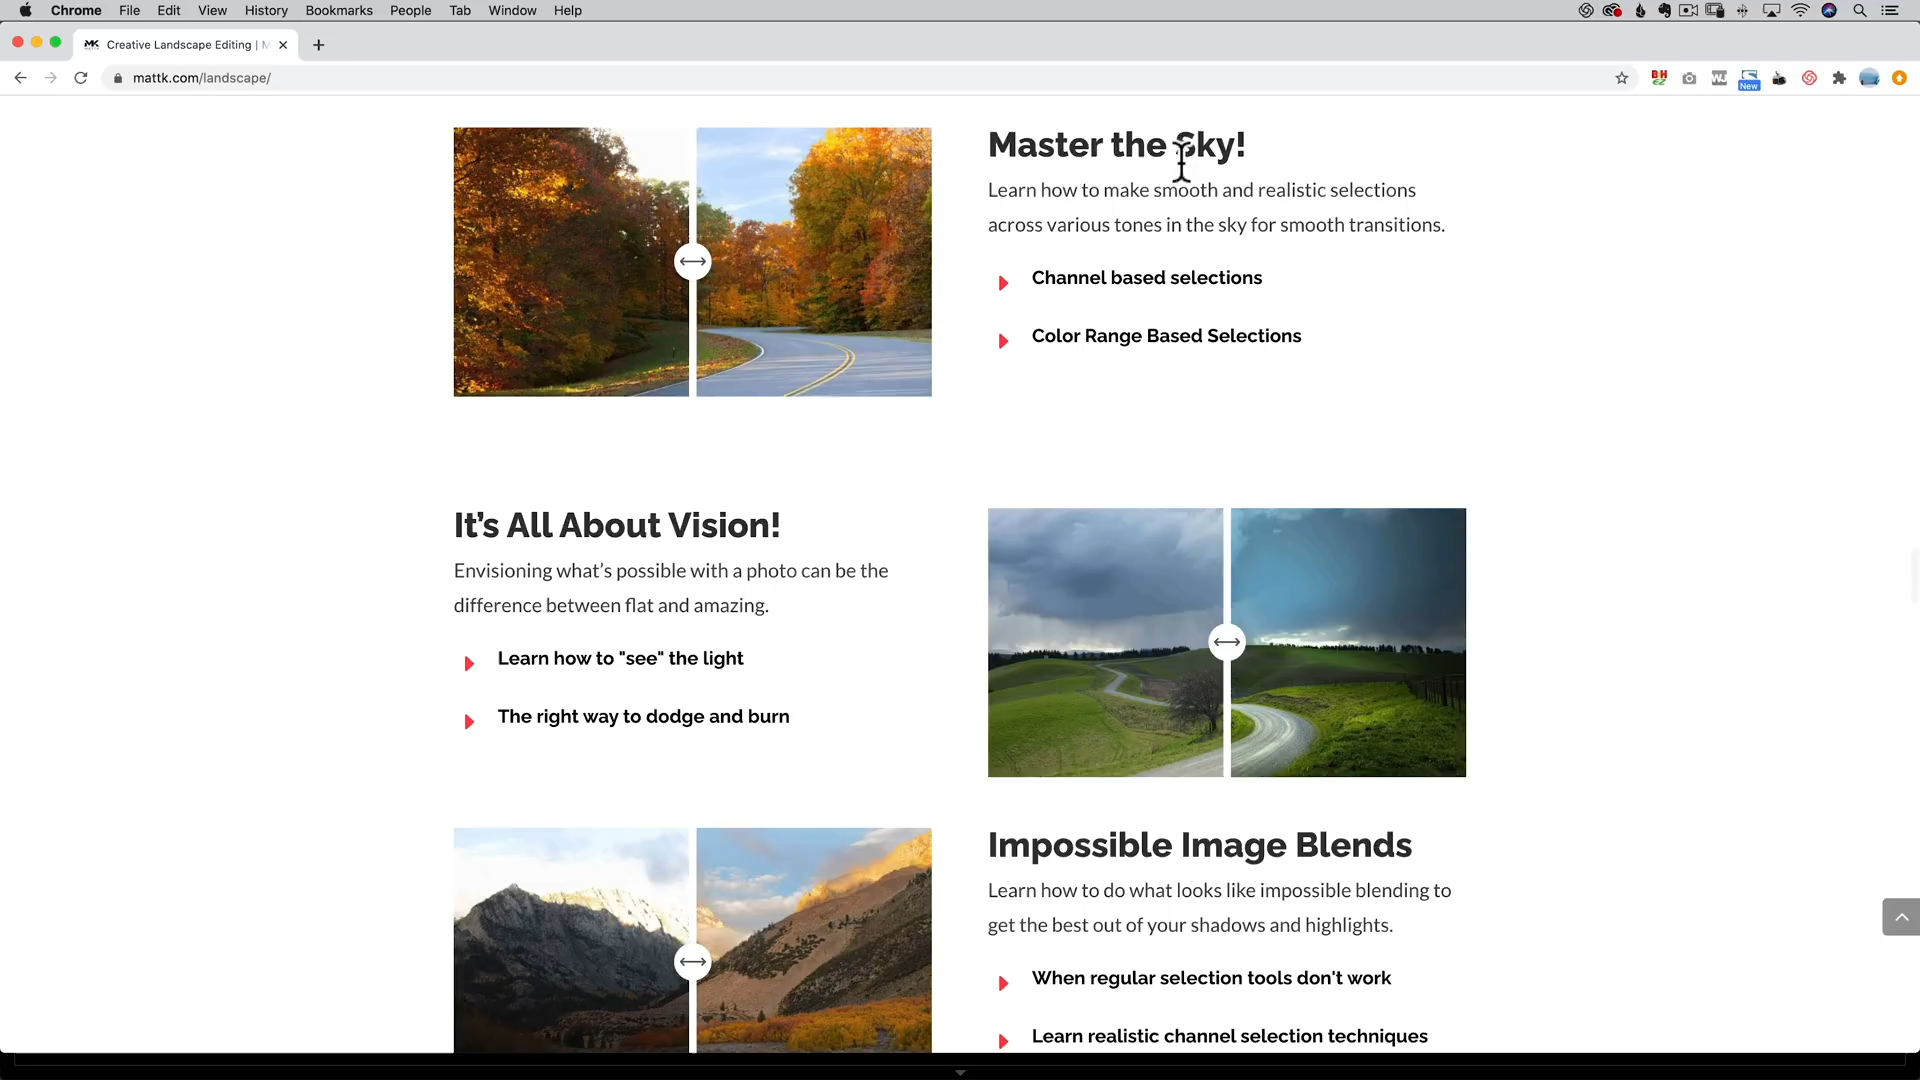 Chrome File Edit View History Bookmarks People Tab Window Help
Creative Landscape Editing | M
mattk.com/landscape/
New
Master the Sky!
Learn how to make smooth and realistic selections
across various tones in the sky for smooth transitions.
Channel based selections
Color Range Based Selections
It’s All About Vision!
Envisioning what’s possible with a photo can be the
difference between flat and amazing.
Learn how to "see" the light
The right way to dodge and burn
Impossible Image Blends
Learn how to do what looks like impossible blending to
get the best out of your shadows and highlights.
When regular selection tools don't work
Learn realistic channel selection techniques